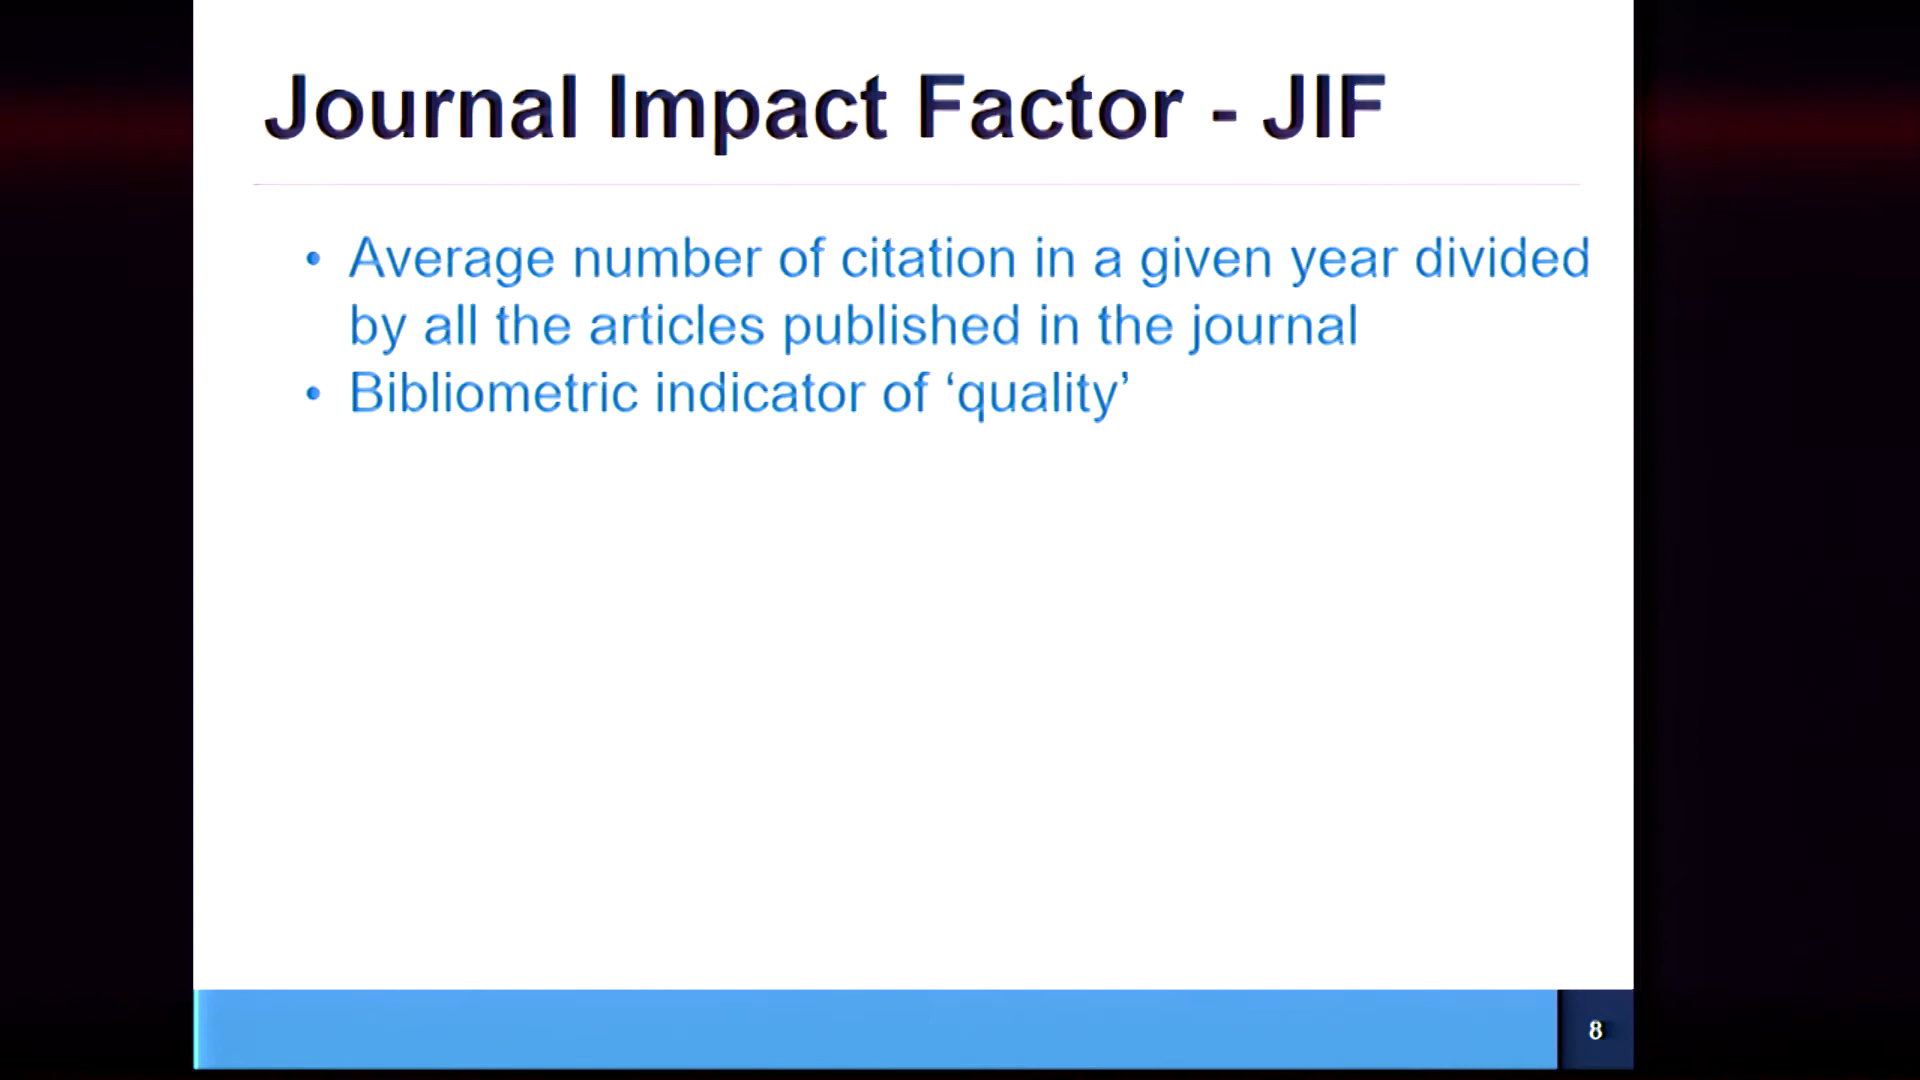 Journal Impact Factor - JIF
• Average number of citation in a given year divided
by all the articles published in the journal
• Bibliometric indicator of ‘quality’
8